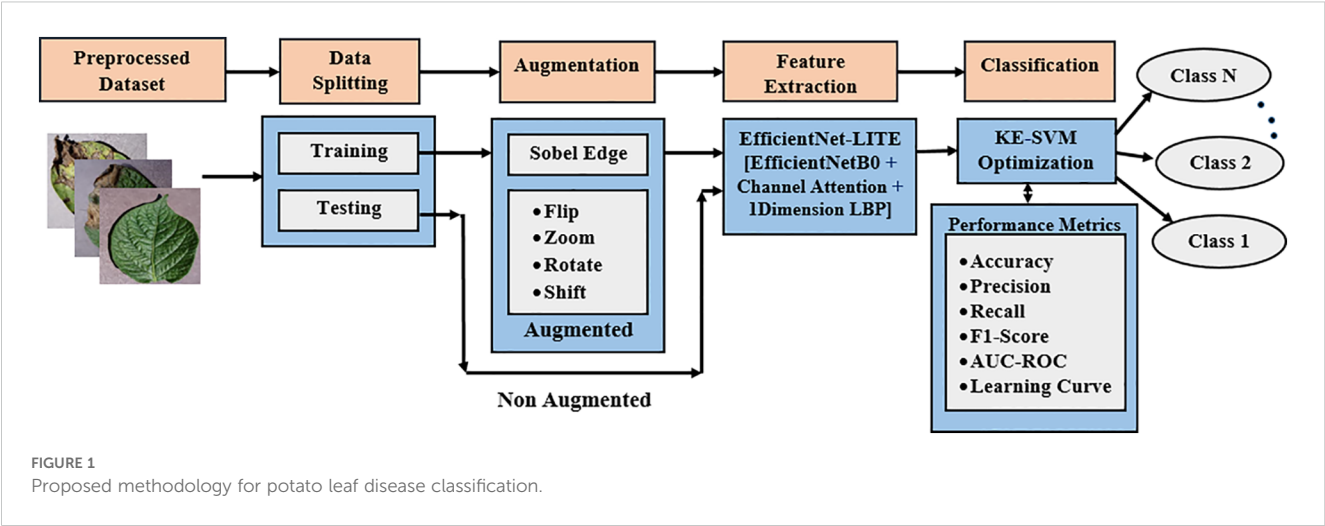 Preprocessed
Dataset
Data
Splitting
Augmentation
Feature
Extraction
Classification
Training
Testing
Sobel Edge
• Flip
• Zoom
• Rotate
• Shift
Augmented
Non Augmented
EfficientNet-LITE
[EfficientNetB0 +
Channel Attention +
1Dimension LBP]
KE-SVM
Optimization
Performance Metrics
• Accuracy
• Precision
• Recall
• F1-Score
• AUC-ROC
• Learning Curve
Class N
Class 2
Class 1
FIGURE 1
Proposed methodology for potato leaf disease classification.